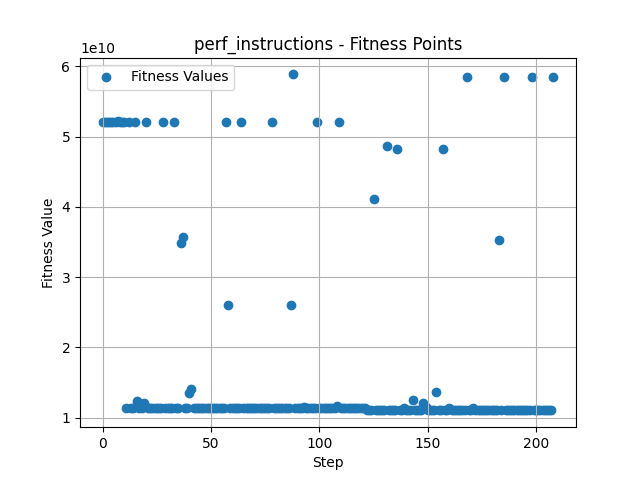 perf_instructions - Fitness Points
1e10
Fitness Values
6
5
4
3
2
1
Fitness Value
0
50
100
150
200
Step